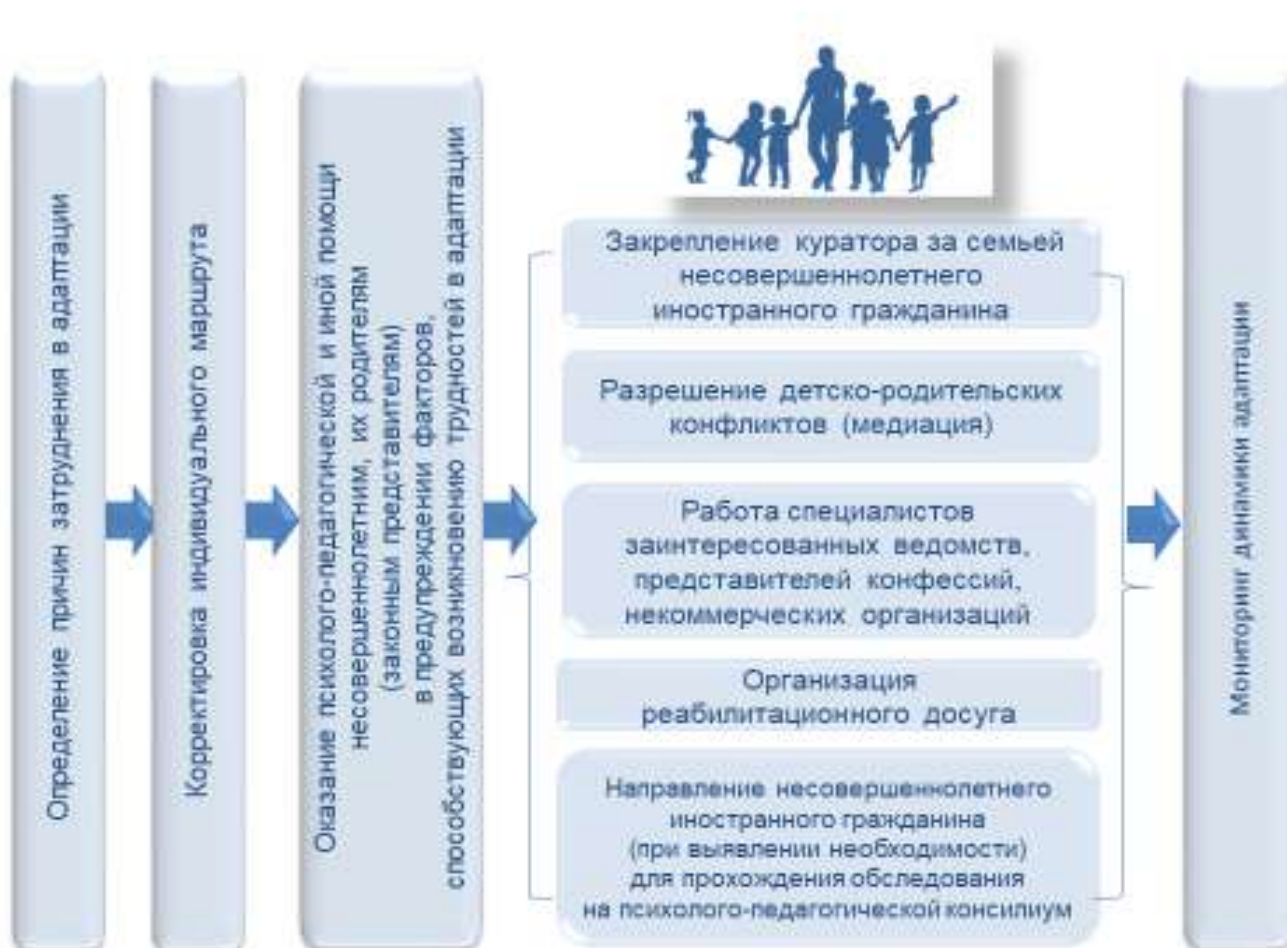 Определение причин затруднения в адаптации
Корректировка индивидуального маршрута
Оказание психолого-педагогической и иной помощи
несовершеннолетним, их родителям
(законным представителям)
в предупреждении факторов,
способствующих возникновению трудностей в адаптации
Закрепление куратора за семьей
несовершеннолетнего
иностранного гражданина
Разрешение детско-родительских
конфликтов (медиация)
Работа специалистов
заинтересованных ведомств,
представителей конфессий,
некоммерческих организаций
Организация
реабилитационного досуга
Направление несовершеннолетнего
иностранного гражданина
(при выявлении необходимости)
для прохождения обследования
на психолого-педагогической консилиум
Мониторинг динамики адаптации